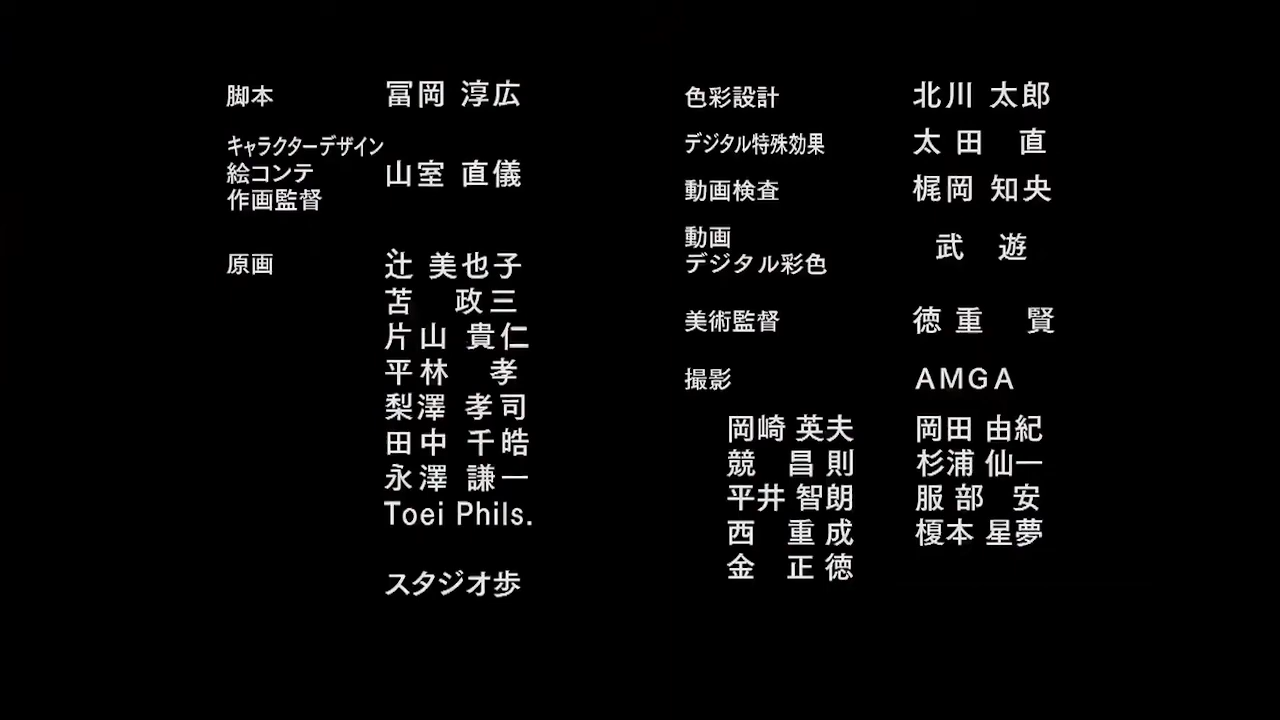 脚本 冨岡 淳広
キャラクターデザイン
絵コンテ 山室 直儀
作画監督
原画 辻 美也子
苫 政三
片山 貴仁
平林 孝
梨澤 孝司
田中 千皓
永澤 謙一
Toei Phils.
スタジオ歩
色彩設計 北川 太郎
デジタル特殊効果 太田 直
動画検査 梶岡 知央
動画
デジタル彩色 武 遊
美術監督 徳重 賢
撮影 AMGA
岡崎 英夫 岡田 由紀
競 昌則 杉浦 仙一
平井 智朗 服部 安
西 重成 榎本 星夢
金 正徳